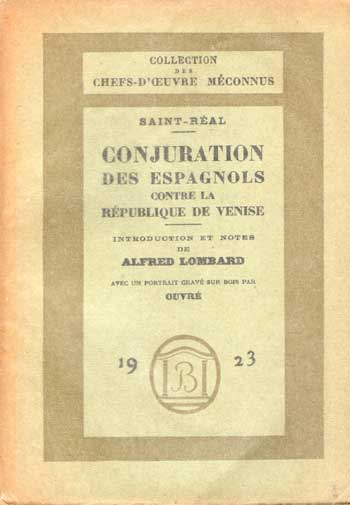 COLLECTION
DES
CHEFS-D'ŒUVRE MÉCONNUS
SAINT-RÉAL
CONJURATION
DES ESPAGNOLS
CONTRE LA
RÉPUBLIQUE DE VENISE
INTRODUCTION ET NOTES
DE
ALFRED LOMBARD
AVEC UN PORTRAIT GRAVÉ SUR BOIS PAR
OUVRÉ
19 23
B